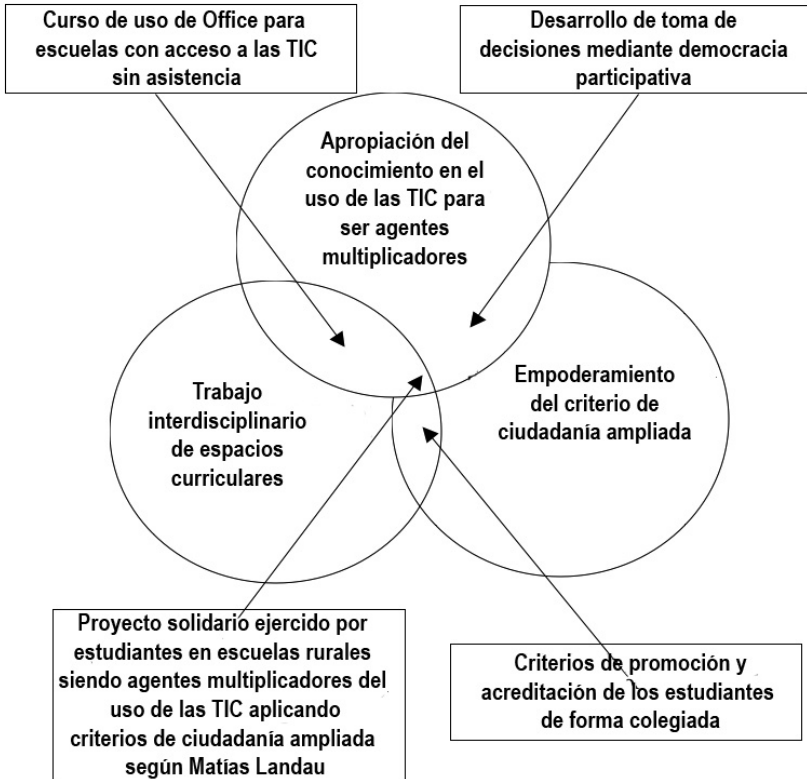 Curso de uso de Office para
escuelas con acceso a las TIC
sin asistencia
Desarrollo de toma de
decisiones mediante democracia
participativa
Apropiación del
conocimiento en el
uso de las TIC para
ser agentes
multiplicadores
Trabajo
interdisciplinario
de espacios
curriculares
Empoderamiento
del criterio de
ciudadanía ampliada
Proyecto solidario ejercido por
estudiantes en escuelas rurales
siendo agentes multiplicadores del
uso de las TIC aplicando
criterios de ciudadanía ampliada
según Matías Landau
Criterios de promoción y
acreditación de los estudiantes
de forma colegiada